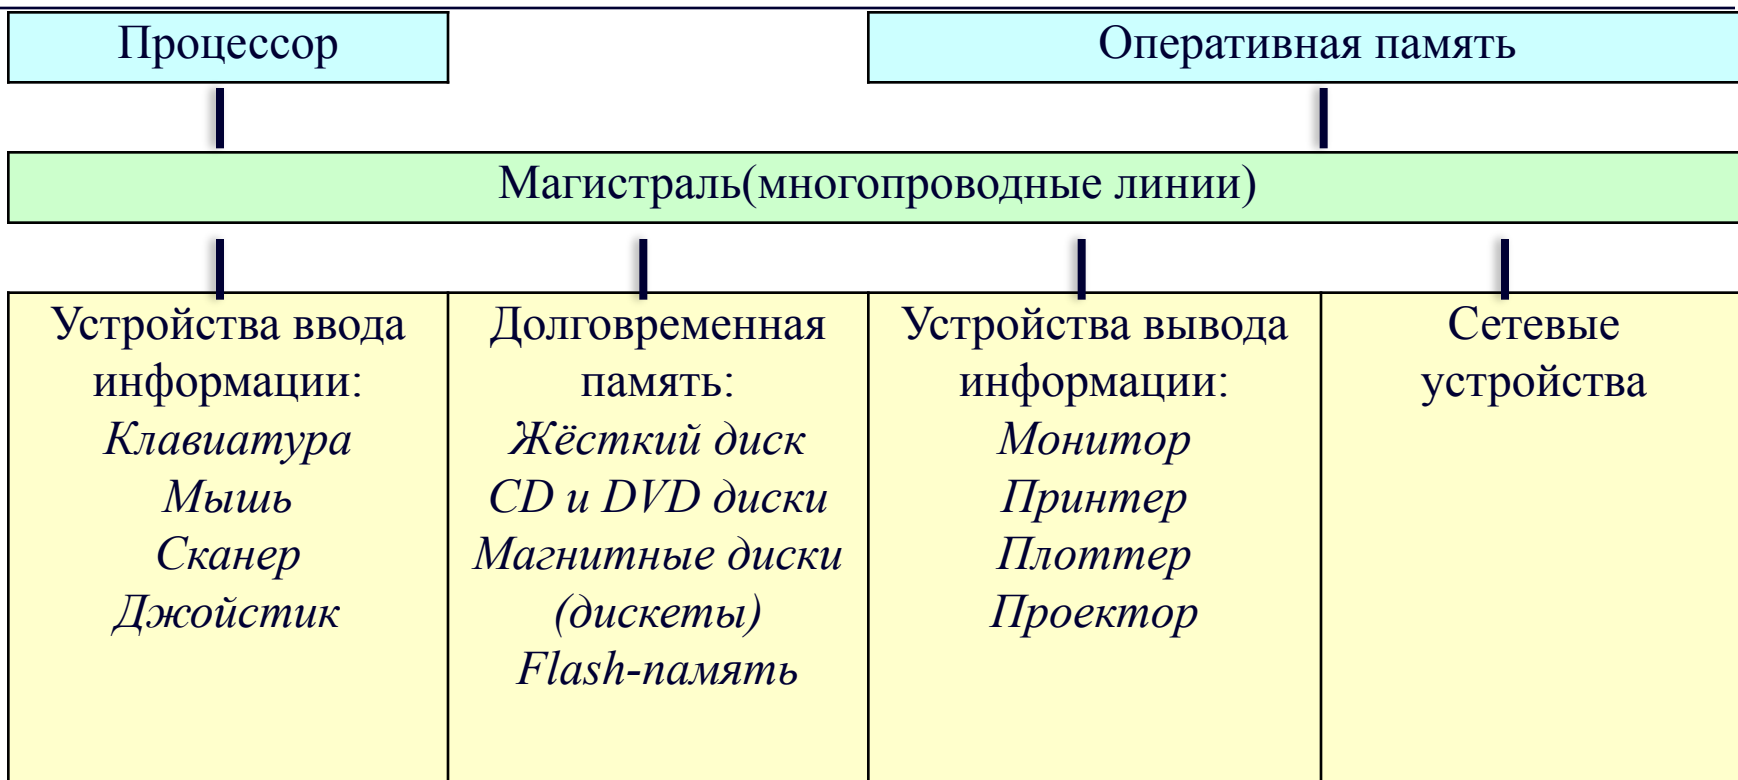 Процессор
Оперативная память
Магистраль(многопроводные линии)
Устройства ввода
информации:
Клавиатура
Мышь
Сканер
Джойстик
Долговременная
память:
Жёсткий диск
CD и DVD диски
Магнитные диски
(дискеты)
Flash-память
Устройства вывода
информации:
Монитор
Принтер
Плоттер
Проектор
Сетевые
устройства